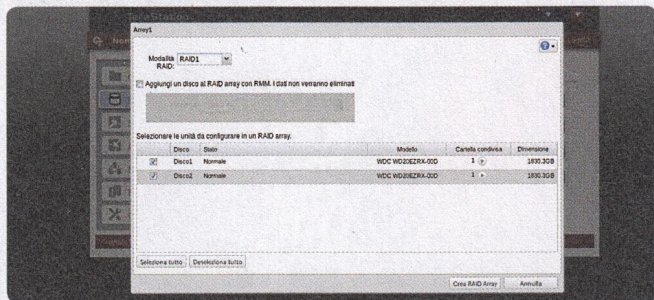 TeraStation
Array1
Modalità RAID1
RAID:
Aggiungi un disco al RAID array con RMM. I dati non verranno eliminati
Selezionare le unità da configurare in un RAID array.
Disco Stato Modello Cartella condivisa Dimensione
Disco1 Normale WDC WD20EZRX-00D 1 1830.3GB
Disco2 Normale WDC WD20EZRX-00D 1 1830.3GB
Seleziona tutto Deseleziona tutto
Crea RAID Array Annulla